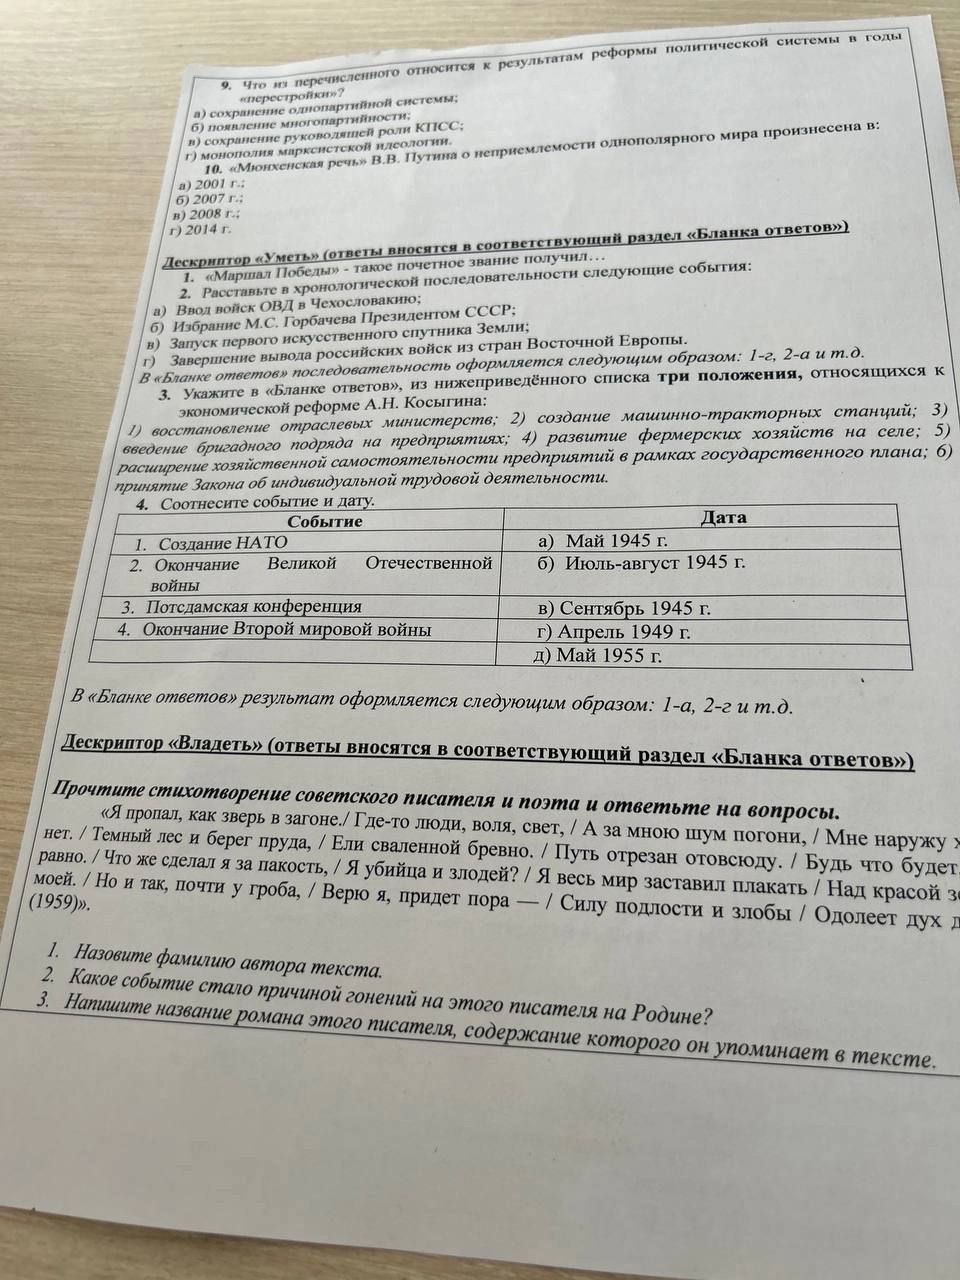 9. Что из перечисленного относится к результатам реформы политической системы в годы
«перестройки»?
а) сохранение однопартийной системы;
б) появление многопартийности;
в) сохранение руководящей роли КПСС;
г) монополия марксистской идеологии.
10. «Мюнхенская речь» В.В. Путина о неприемлемости однополярного мира произнесена в:
а) 2001 г.;
б) 2007 г.;
в) 2008 г.;
г) 2014 г.
Дескриптор «Уметь» (ответы вносятся в соответствующий раздел «Бланка ответов»)
1. «Маршал Победы» - такое почетное звание получил…
2. Расставьте в хронологической последовательности следующие события:
а) Ввод войск ОВД в Чехословакию;
б) Избрание М.С. Горбачева Президентом СССР;
в) Запуск первого искусственного спутника Земли;
г) Завершение вывода российских войск из стран Восточной Европы.
В «Бланке ответов» последовательность оформляется следующим образом: 1-г, 2-а и т.д.
3. Укажите в «Бланке ответов», из нижеприведённого списка три положения, относящихся к
экономической реформе А.Н. Косыгина:
1) восстановление отраслевых министерств; 2) создание машинно-тракторных станций; 3)
введение бригадного подряда на предприятиях; 4) развитие фермерских хозяйств на селе; 5)
расширение хозяйственной самостоятельности предприятий в рамках государственного плана; 6)
принятие Закона об индивидуальной трудовой деятельности.
4. Соотнесите событие и дату.
Событие Дата
1. Создание НАТО а) Май 1945 г.
2. Окончание Великой Отечественной б) Июль-август 1945 г.
войны
3. Потсдамская конференция в) Сентябрь 1945 г.
4. Окончание Второй мировой войны г) Апрель 1949 г.
д) Май 1955 г.
В «Бланке ответов» результат оформляется следующим образом: 1-а, 2-г и т.д.
Дескриптор «Владеть» (ответы вносятся в соответствующий раздел «Бланка ответов»)
Прочтите стихотворение советского писателя и поэта и ответьте на вопросы.
«Я пропал, как зверь в загоне./ Где-то люди, воля, свет, / А за мною шум погони, / Мне наружу
нет. / Темный лес и берег пруда, / Ели сваленной бревно. / Путь отрезан отовсюду. / Будь что будет,
равно. / Что же сделал я за пакость, / Я убийца и злодей? / Я весь мир заставил плакать / Над красой
моей. / Но и так, почти у гроба, / Верю я, придет пора — / Силу подлости и злобы / Одолеет дух
(1959)».
1. Назовите фамилию автора текста.
2. Какое событие стало причиной гонений на этого писателя на Родине?
3. Напишите название романа этого писателя, содержание которого он упоминает в тексте.